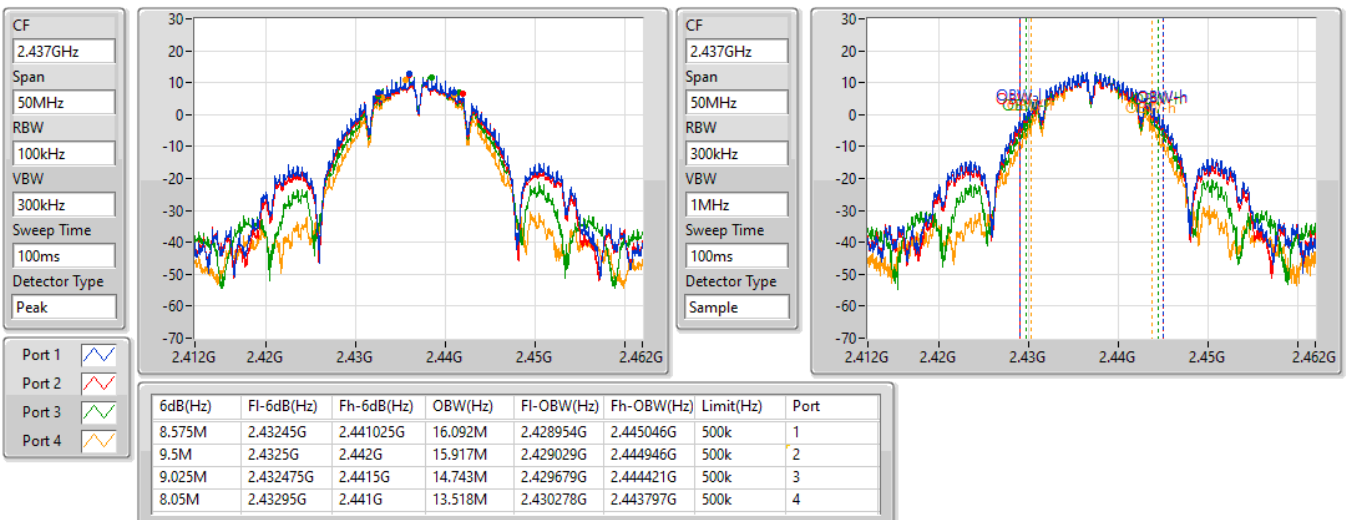 CF
2.437GHz
Span
50MHz
RBW
100kHz
VBW
300kHz
Sweep Time
100ms
Detector Type
Peak
30
20
10
0
-10
-20
-30
-40
-50
-60
-70
2.412G 2.42G 2.43G 2.44G 2.45G 2.462G
CF
2.437GHz
Span
50MHz
RBW
300kHz
VBW
1MHz
Sweep Time
100ms
Detector Type
Sample
30
20
10
0
-10
-20
-30
-40
-50
-60
-70
OBW-h
2.412G 2.42G 2.43G 2.44G 2.45G 2.462G
Port 1
Port 2
Port 3
Port 4
6dB(Hz) Fl-6dB(Hz) Fh-6dB(Hz) OBW(Hz) Fl-OBW(Hz) Fh-OBW(Hz) Limit(Hz) Port
8.575M 2.43245G 2.441025G 16.092M 2.428954G 2.445046G 500k 1
9.5M 2.4325G 2.442G 15.917M 2.429029G 2.444946G 500k 2
9.025M 2.432475G 2.4415G 14.743M 2.429679G 2.444421G 500k 3
8.05M 2.43295G 2.441G 13.518M 2.430278G 2.443797G 500k 4